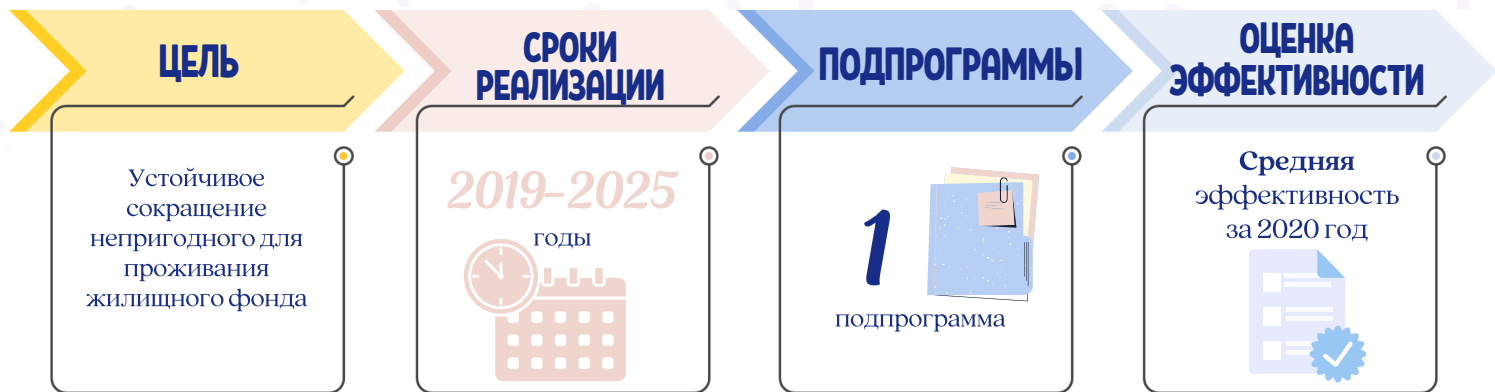 ЦЕЛЬ
Устойчивое
сокращение
непригодного для
проживания
жилищного фонда
СРОКИ
РЕАЛИЗАЦИИ
2019-2025
годы
ПОДПРОГРАММЫ
1
подпрограмма
ОЦЕНКА
ЭФФЕКТИВНОСТИ
Средняя
эффективность
за 2020 год